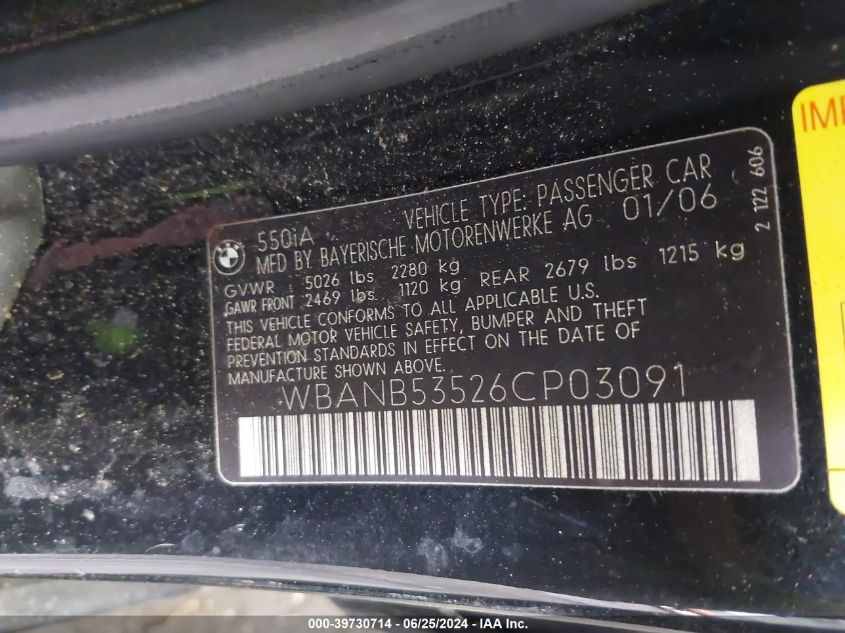 BMW
550iA VEHICLE TYPE: PASSENGER CAR
MFD BY BAYERISCHE MOTORENWERKE AG 01/06
GVWR : 5026 lbs 2280 kg
GAWR FRONT 2469 lbs 1120 kg REAR 2679 lbs 1215 kg
THIS VEHICLE CONFORMS TO ALL APPLICABLE U.S.
FEDERAL MOTOR VEHICLE SAFETY, BUMPER AND THEFT
PREVENTION STANDARDS IN EFFECT ON THE DATE OF
MANUFACTURE SHOWN ABOVE.
WBANB53526CP03091
2 122 606
000-39730714 - 06/25/2024 - IAAI.COM